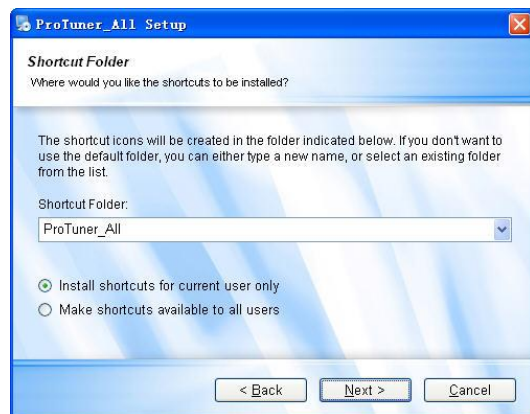 ProTuner_All Setup
Shortcut Folder
Where would you like the shortcuts to be installed?
The shortcut icons will be created in the folder indicated below. If you don't want to
use the default folder, you can either type a new name, or select an existing folder
from the list.
Shortcut Folder:
ProTuner_All
Install shortcuts for current user only
Make shortcuts available to all users
< Back
Next >
Cancel